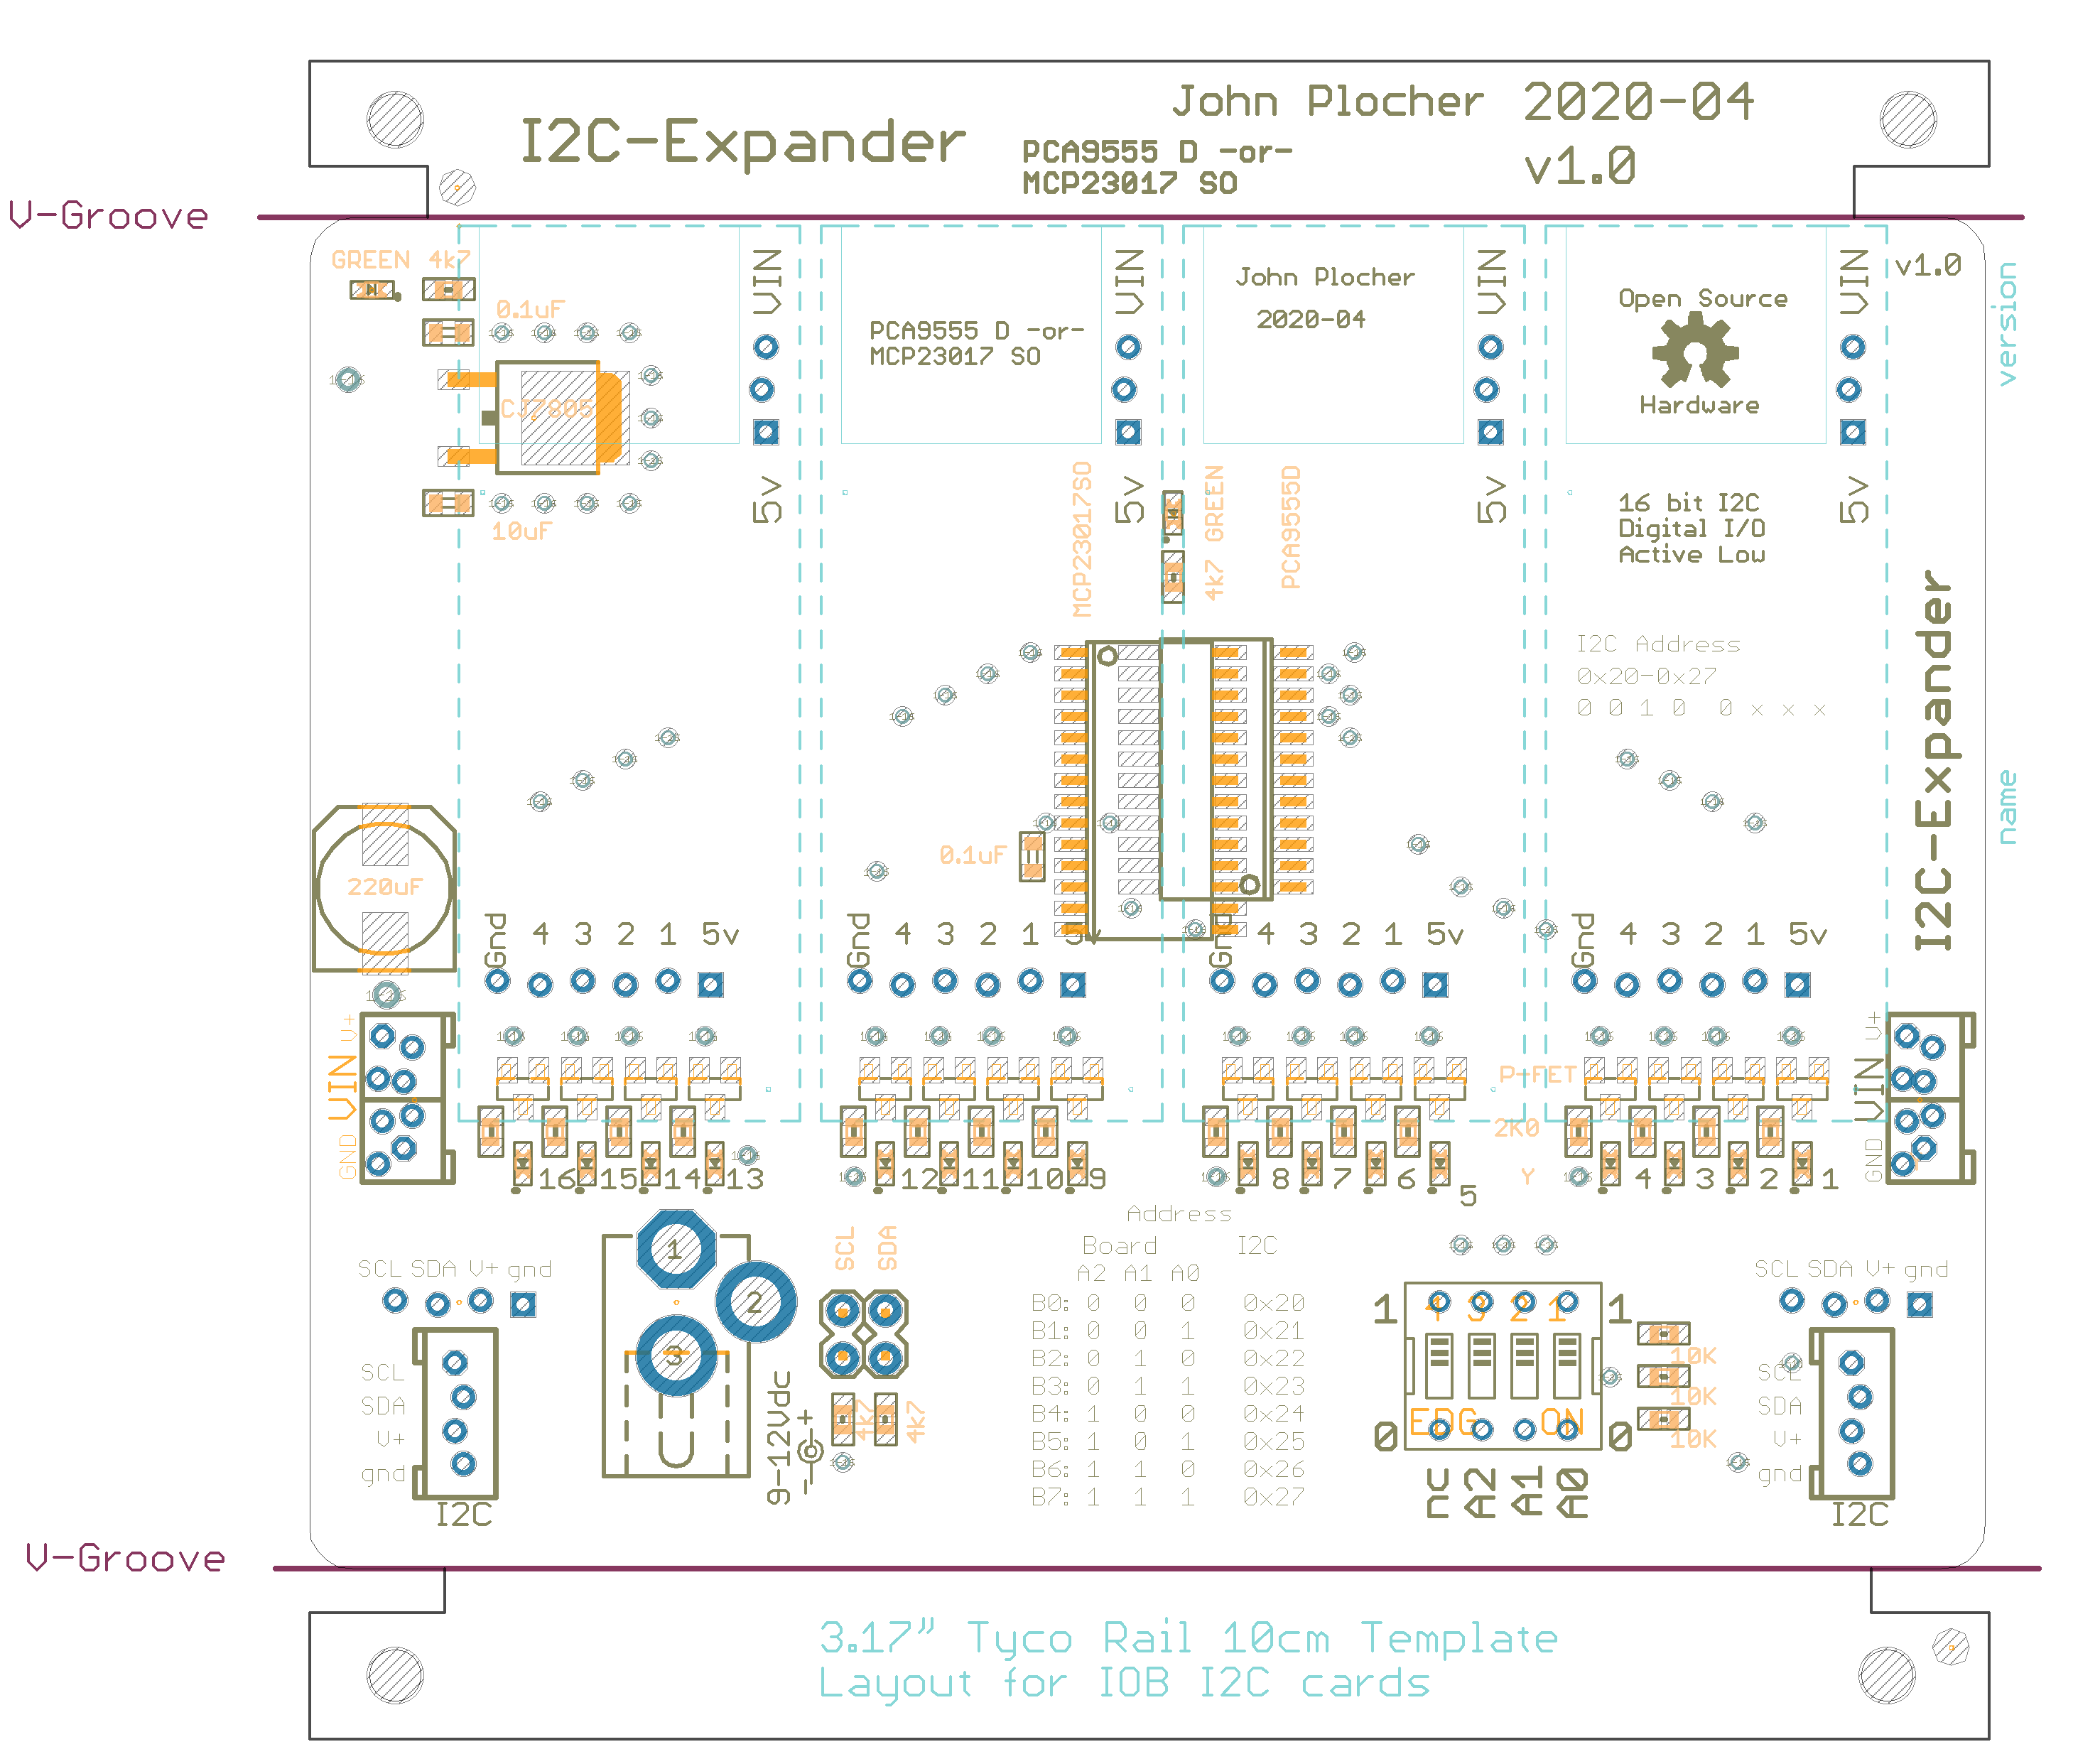 John Plocher 2020-04
I2C-Expander
PCA9555 D -or-
MCP23017 SO
v1.0
V-Groove
GREEN 4k7
0.1uF
CJ7805
10uF
VIN
5v
PCA9555 D -or-
MCP23017 SO
VIN
5v
John Plocher
2020-04
VIN
5v
Open Source
Hardware
VIN
5v
v1.0
version
MCP23017SO
4k7 GREEN
PCA9555D
16 bit I2C
Digital I/O
Active Low
I2C Address
0x20-0x27
0 0 1 0 0 x x x
I2C-Expander
name
0.1uF
220uF
Gnd 4 3 2 1 5v
Gnd 4 3 2 1 5v
Gnd 4 3 2 1 5v
Gnd 4 3 2 1 5v
V+
VIN
GND
V+
VIN
GND
P-FET
2K0
Y
16 15 14 13
12 11 10 9
8 7 6 5
4 3 2 1
SCL SDA V+ gnd
SCL
SDA
V+
gnd
I2C
1
2
3
9-12Vdc
+
-
SCL SDA
4K7 4K7
Address
Board I2C
A2 A1 A0
B0: 0 0 0 0x20
B1: 0 0 1 0x21
B2: 0 1 0 0x22
B3: 0 1 1 0x23
B4: 1 0 0 0x24
B5: 1 0 1 0x25
B6: 1 1 0 0x26
B7: 1 1 1 0x27
1 4 3 2 1 1
0 EDG ON 0
nc A2 A1 A0
10K
10K
10K
SCL SDA V+ gnd
SCL
SDA
V+
gnd
I2C
V-Groove
3.17” Tyco Rail 10cm Template
Layout for IOB I2C cards